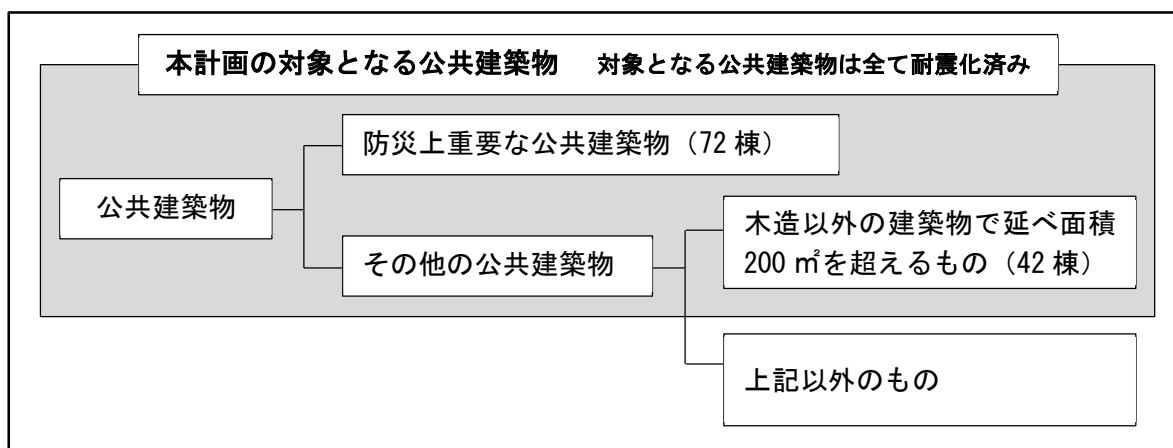 本計画の対象となる公共建築物　対象となる公共建築物は全て耐震化済み
防災上重要な公共建築物（72 棟）
公共建築物
その他の公共建築物
木造以外の建築物で延べ面積
200 ㎡を超えるもの（42 棟）
上記以外のもの